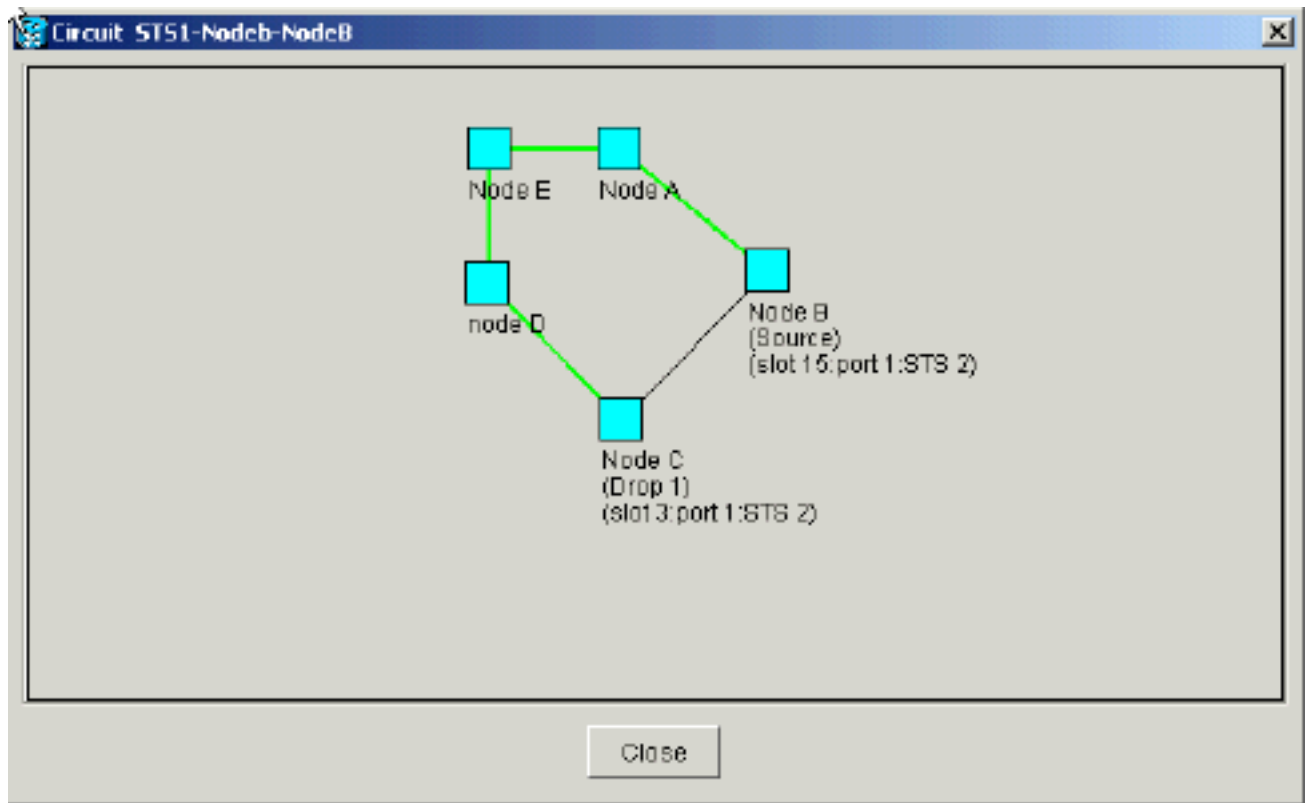 Circuit STS1-Nodeb-NodeB
Node E
Node A
node D
Node B
(Source)
(slot 15:port 1:STS 2)
Node C
(Drop 1)
(slot 3:port 1:STS 2)
Close